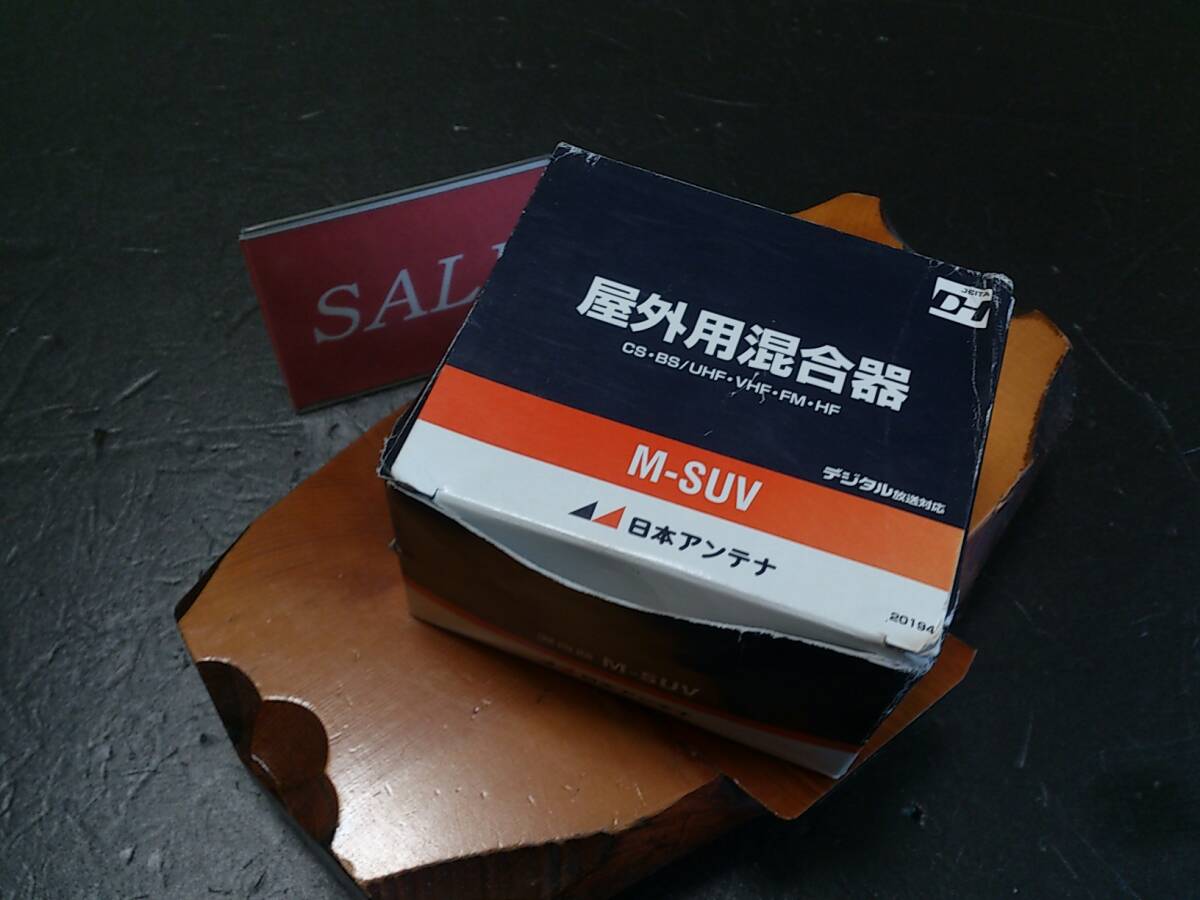 SAL
JEITA
DH
屋外用混合器
CS・BS/UHF・VHF・FM・HF
M-SUV
デジタル放送対応
日本アンテナ
20194
M-SUV